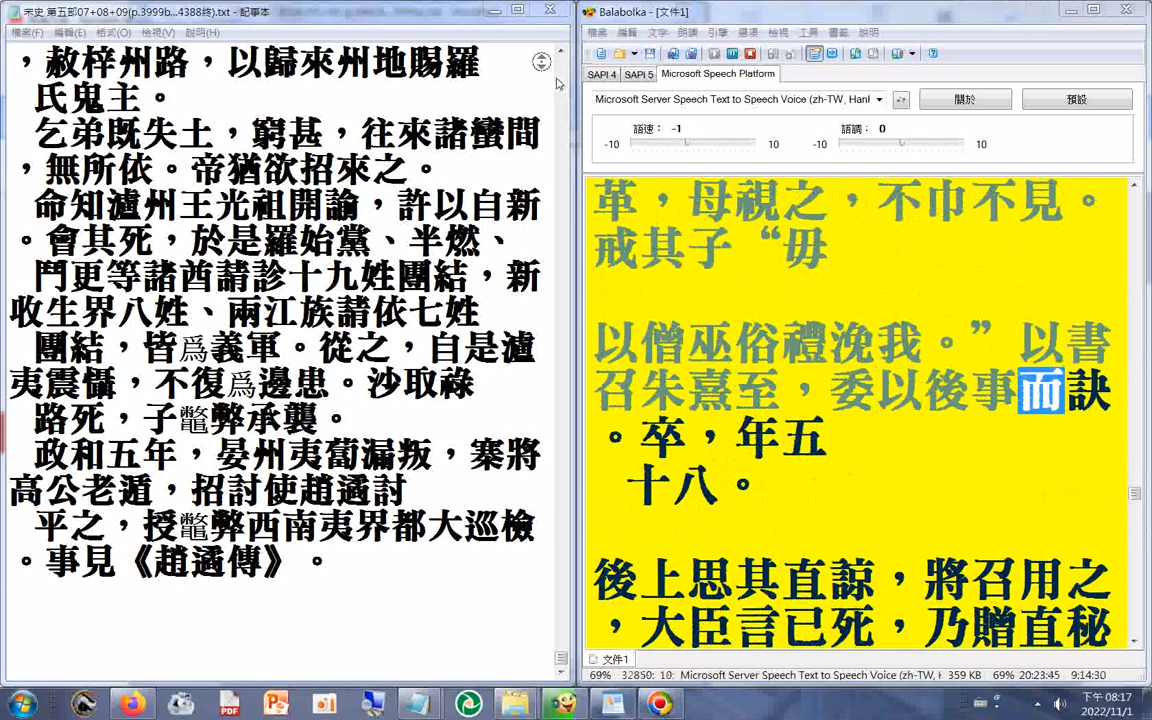 宋史 第五部07+08+09(p.3999b...4388终).txt - 記事本
檔案(F) 編輯(E) 格式(O) 檢視(V) 說明(H)
，赦梓州路，以歸來州地賜羅
氏鬼主。
乞弟既失土，窮甚，往來諸蠻間
，無所依。帝猶欲招來之。
命知瀘州王光祖開諭，許以自新
。會其死，於是羅始黨、半燃、
鬥更等諸酋請診十九姓團結，新
收生界八姓、兩江族請依七姓
團結，皆爲義軍。從之，自是瀘
夷震懾，不復爲邊患。沙取祿
路死，子鼈弊承襲。
政和五年，晏州夷蔔漏叛，寨將
高公老遁，招討使趙遹討
平之，授鼈弊西南夷界都大巡檢
。事見《趙遹傳》。
Balabolka - [文件1]
檔案 編輯 文字 朗讀 引擎 選項 檢視 工具 書籤 說明
SAPI 4 SAPI 5 Microsoft Speech Platform
Microsoft Server Speech Text to Speech Voice (zh-TW, Hanl
關於 預設
語速： -1 語調： 0
-10 10 -10 10
革，母視之，不巾不見。
戒其子“毋
以僧巫俗禮浼我。”以書
召朱熹至，委以後事而訣
。卒，年五
十八。
後上思其直諒，將召用之
，大臣言已死，乃贈直秘
文件1
69% 32850: 10: Microsoft Server Speech Text to Speech Voice (zh-TW, Hanl 359 KB 69% 20:23:45 9:14:30
下午 08:17
2022/11/1